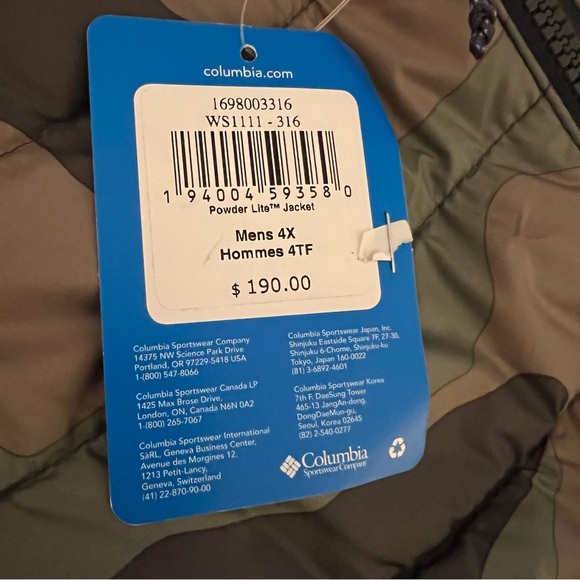 columbia.com
1698003316
WS1111 - 316
1 94004 59358 0
Powder Lite™ Jacket
Mens 4X
Hommes 4TF
$ 190.00
Columbia Sportswear Company
14375 NW Science Park Drive
Portland, OR 97229-5418 USA
1-(800) 547-8066
Columbia Sportswear Canada LP
1425 Max Brose Drive,
London, ON, Canada N6N 0A2
1-(800) 265-7067
Columbia Sportswear International
SàRL, Geneva Business Center,
Avenue des Morgines 12,
1213 Petit-Lancy,
Geneva, Switzerland
(41) 22-870-90-00
Columbia Sportswear Japan, Inc.
Shinjuku Eastside Square 7F, 27-30,
Shinjuku 6-Chome, Shinjuku-ku
Tokyo, Japan 160-0022
(81) 3-6892-4601
Columbia Sportswear Korea
7th F. DaeSung Tower
465-13 JangAn-dong,
DongDaeMun-gu,
Seoul, Korea 02645
(82) 2-540-0277
Columbia
Sportswear Company